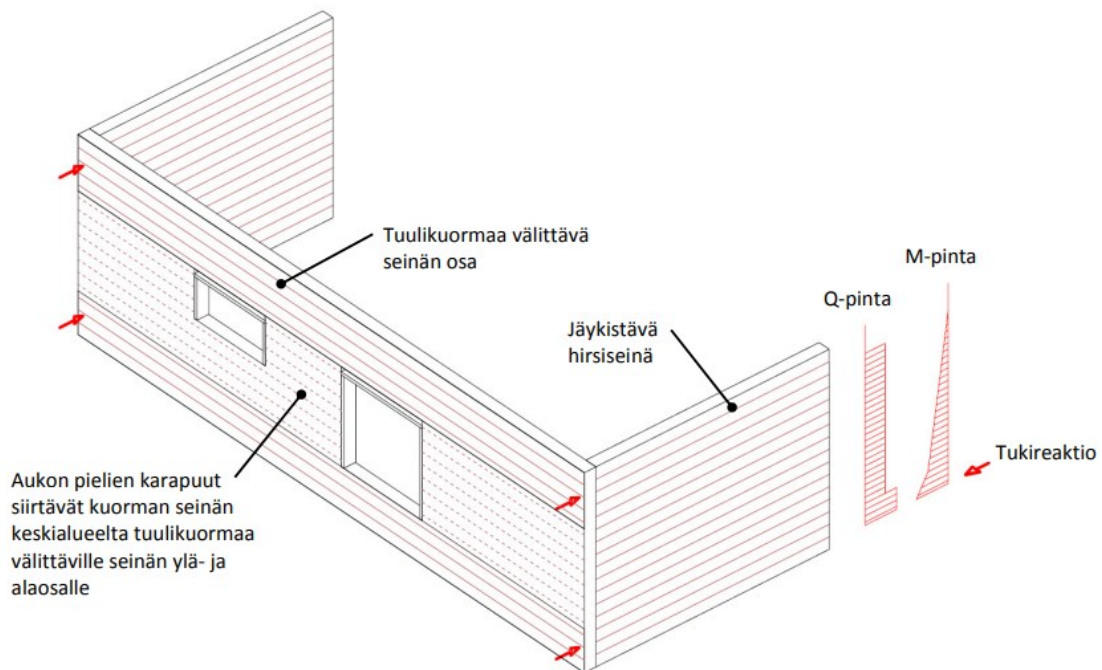 Tuulikuormaa välittävä
seinän osa
M-pinta
Q-pinta
Jäykistävä
hirsiseinä
Tukireaktio
Aukon pielien karapuut
siirtävät kuorman seinän
keskialueelta tuulikuormaa
välittäville seinän ylä- ja
alaosalle